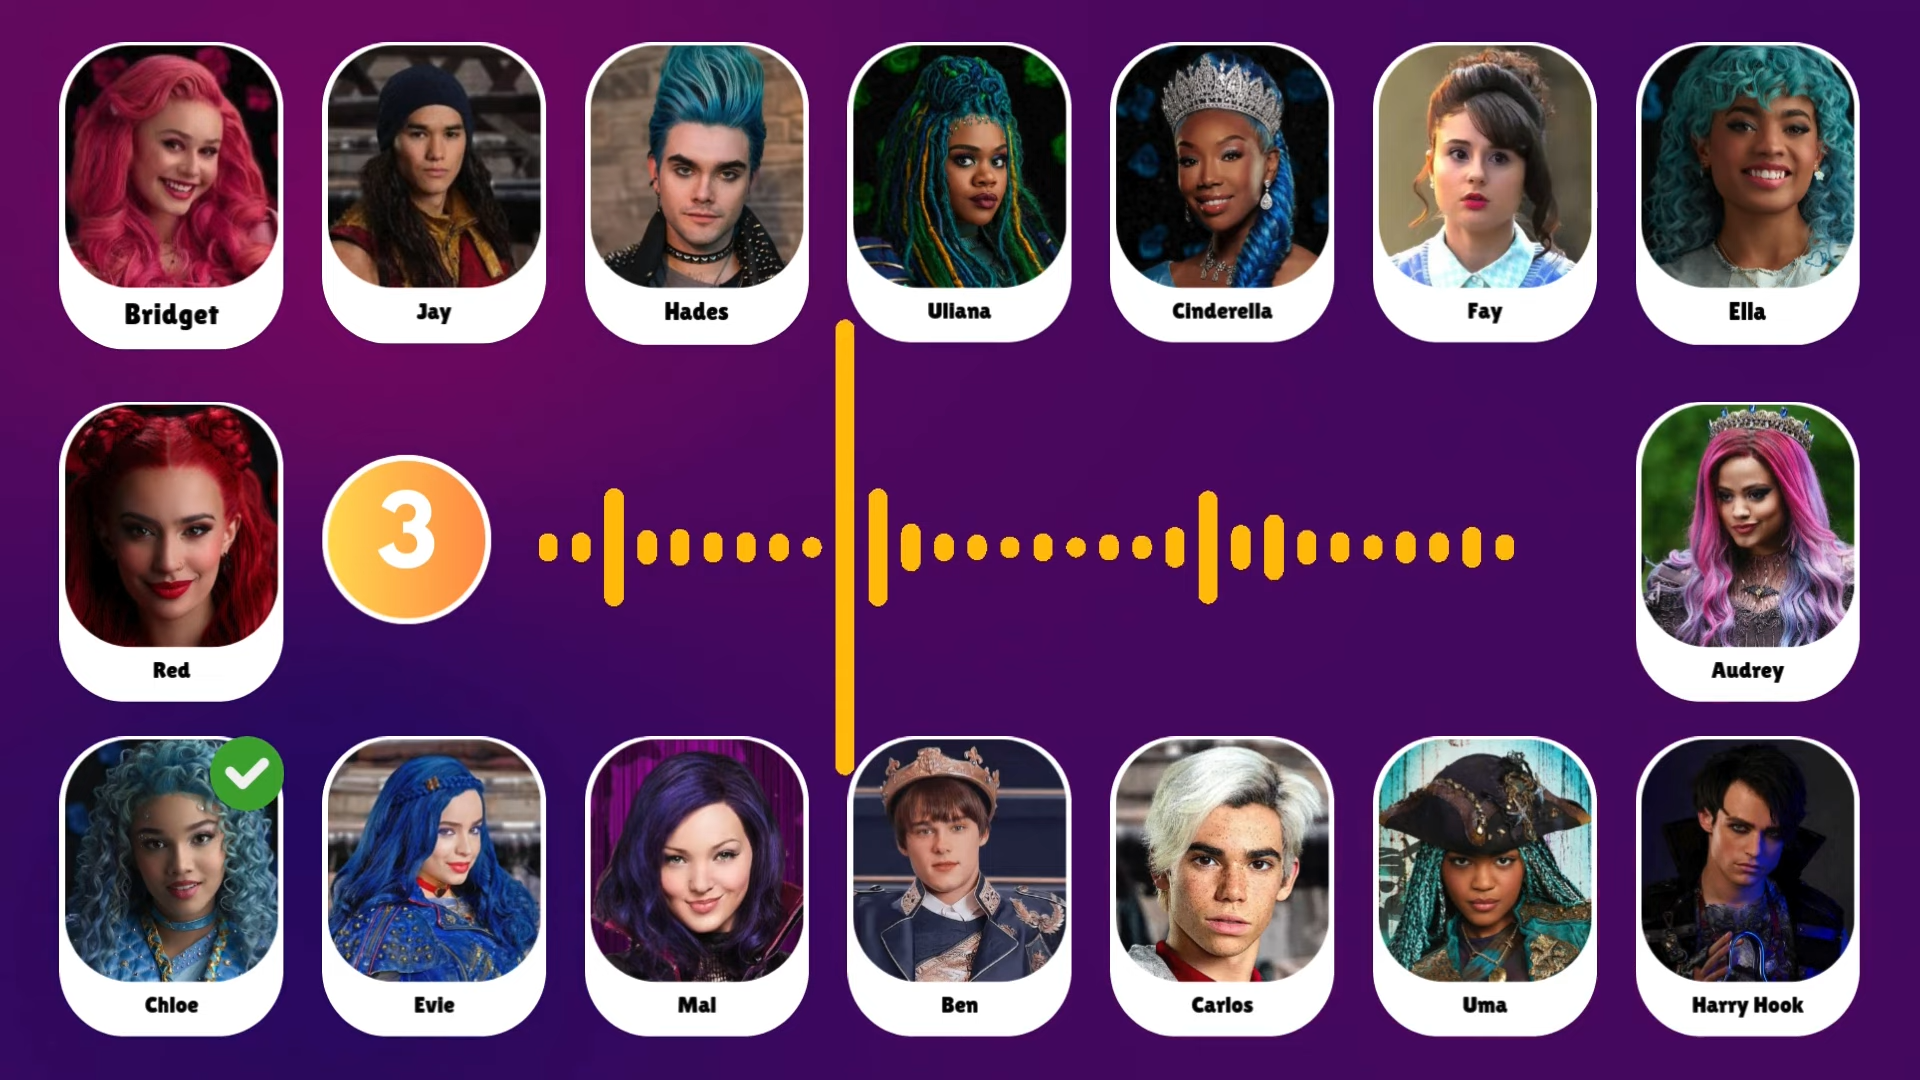 Bridget
Jay
Hades
Uliana
Cinderella
Fay
Ella
Red
3
Audrey
Chloe
Evie
Mal
Ben
Carlos
Uma
Harry Hook